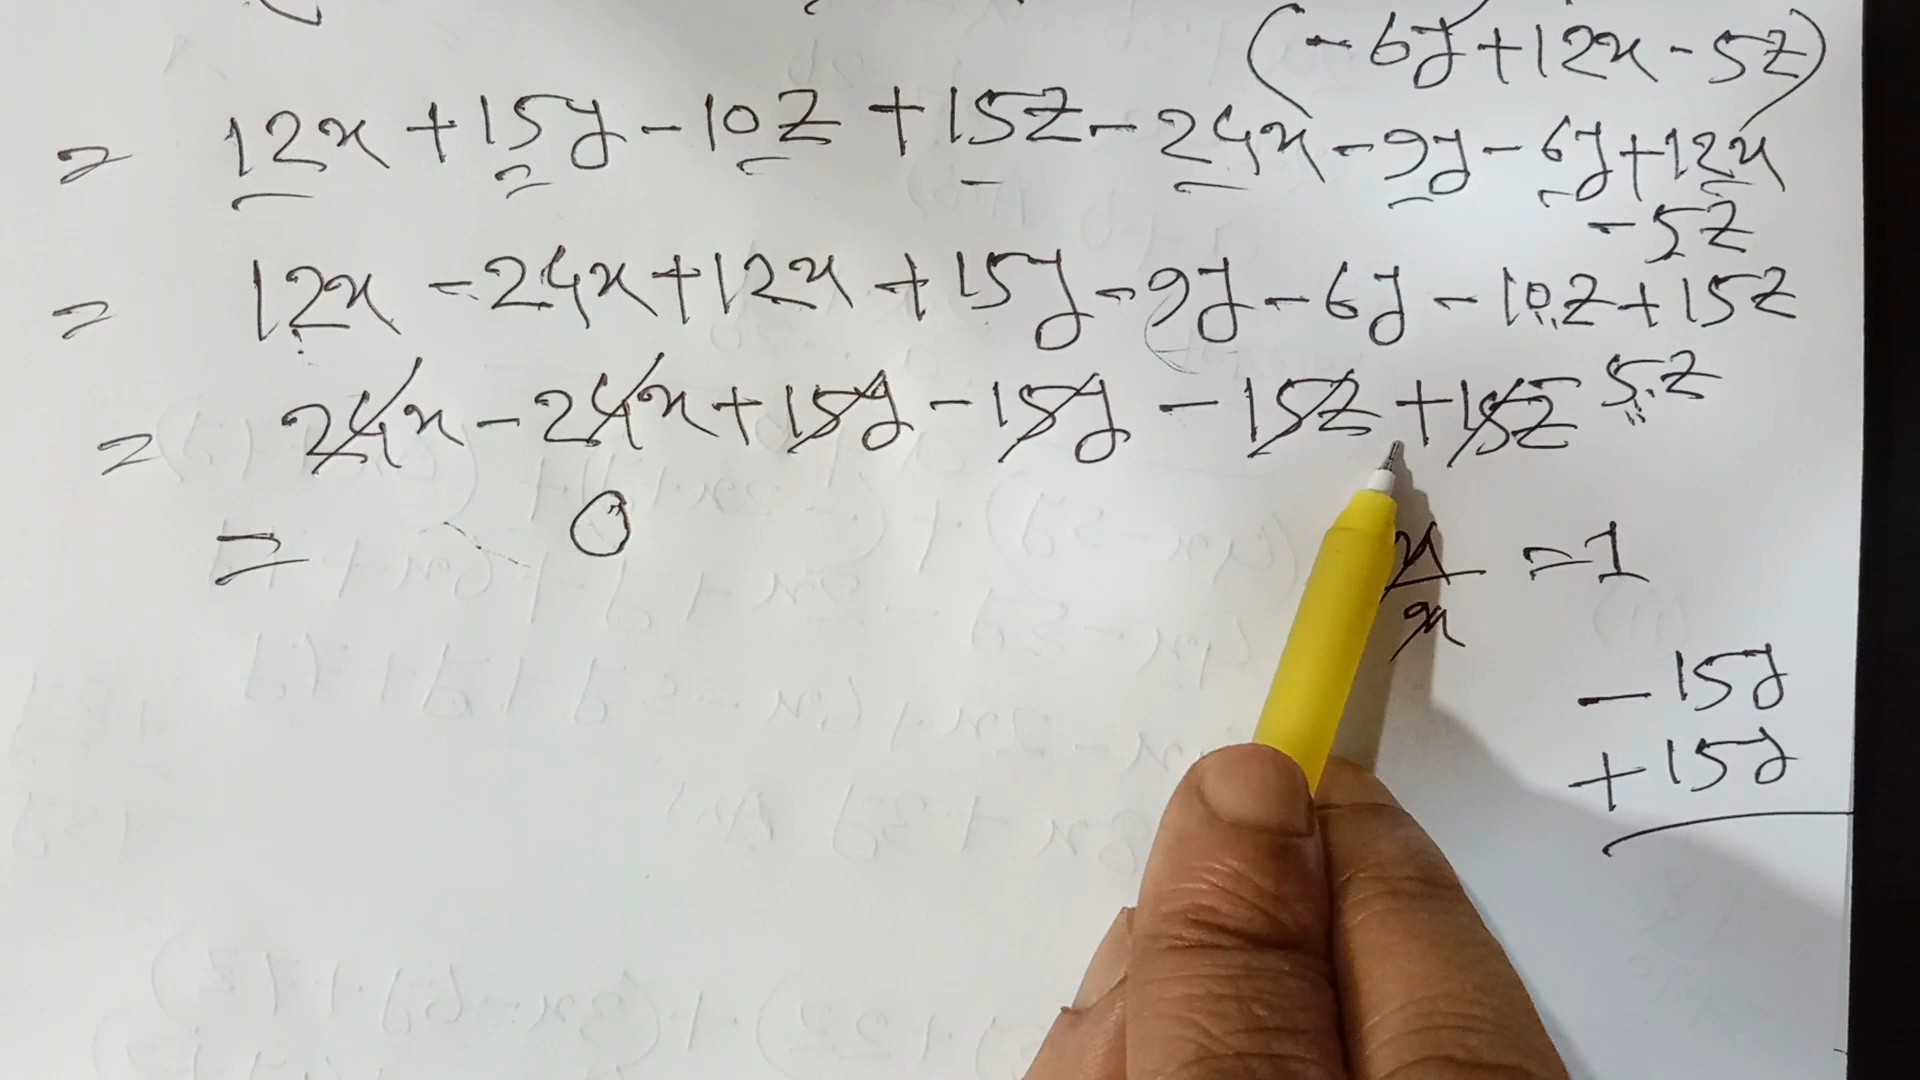 (-6y+12x-5z)
= 12x+15y-10z+15z-24x-9y-6y+12x
-5z
= 12x-24x+12x+15y-9y-6y-10z+15z
5z
= 24x-24x+15y-15y-15z+15z
= 0
x/x =1
-15y
+15y